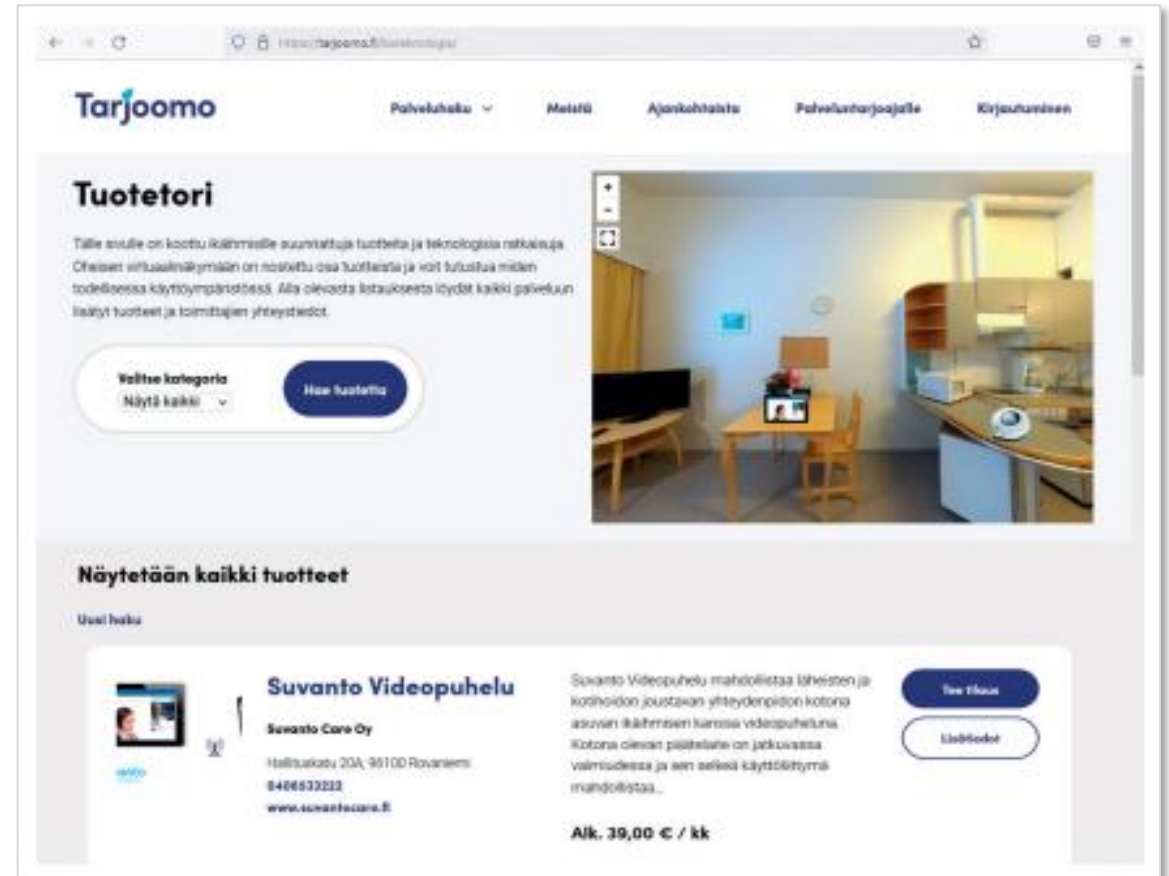 Tarjoomo
Palveluhaku
Meistä
Ajankohtaista
Palveluntarjoajalle
Kirjautuminen
Tuotetori
Tälle sivulle on koottu ikäihmisille suunnattuja tuotteita ja teknologisia ratkaisuja.
Oheisen virtuaalinäkymään on nostettu osa tuotteista ja voit tutustua niiden
todellisessa käyttöympäristössä. Alla olevasta listauksesta löydät kaikki palveluun
lisätyt tuotteet ja toimittajien yhteystiedot.
Valitse kategoria
Näytä kaikki
Hae tuotetta
+
-
Näytetään kaikki tuotteet
Uusi haku
Suvanto Videopuhelu
Suvanto Care Oy
Hallituskatu 20A, 96100 Rovaniemi
www.suvantocare.fi
Suvanto Videopuhelu mahdollistaa läheisten ja
kotihoidon joustavan yhteydenpidon kotona
asuvan ikäihmisen kanssa videopuheluna.
Kotona olevan päätelaite on jatkuvassa
valmiudessa ja sen selkeä käyttöliittymä
mahdollistaa...
Alk. 39,00 € / kk
Tee tilaus
Lisätiedot